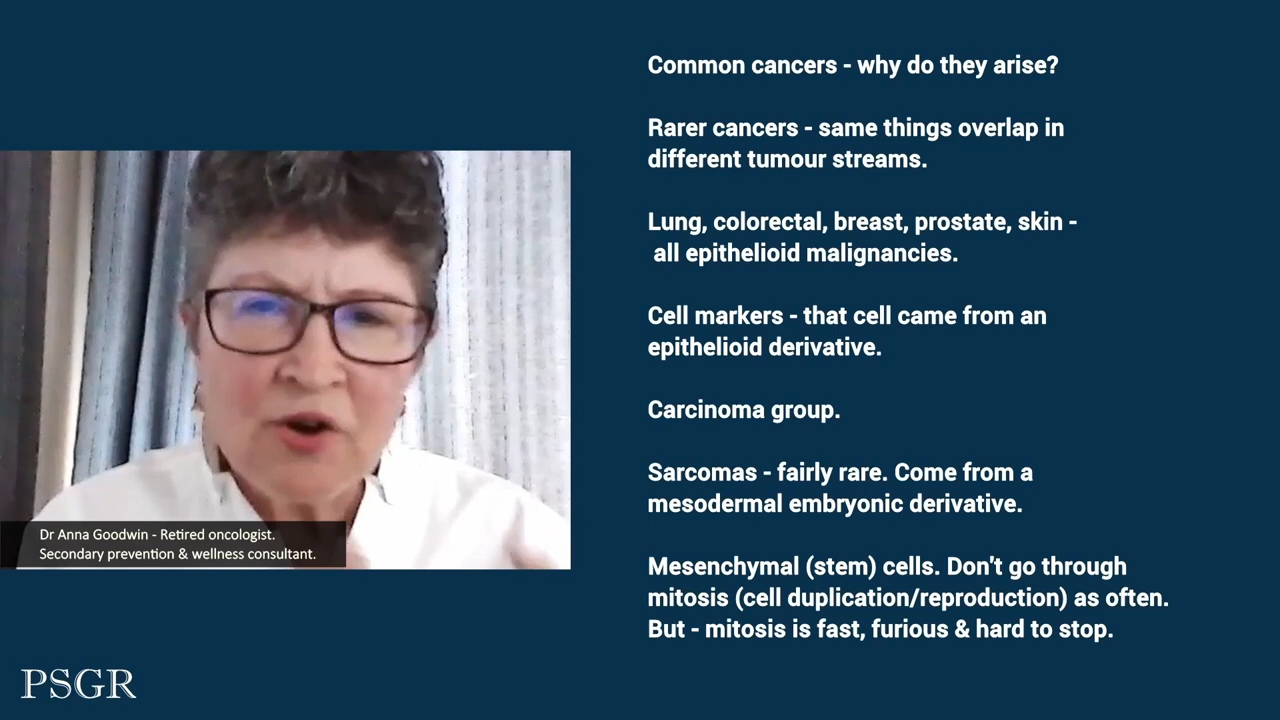 Common cancers - why do they arise?
Rarer cancers - same things overlap in
different tumour streams.
Lung, colorectal, breast, prostate, skin -
all epithelioid malignancies.
Cell markers - that cell came from an
epithelioid derivative.
Carcinoma group.
Sarcomas - fairly rare. Come from a
mesodermal embryonic derivative.
Mesenchymal (stem) cells. Don't go through
mitosis (cell duplication/reproduction) as often.
But - mitosis is fast, furious & hard to stop.
Dr Anna Goodwin - Retired oncologist.
Secondary prevention & wellness consultant.
PSGR